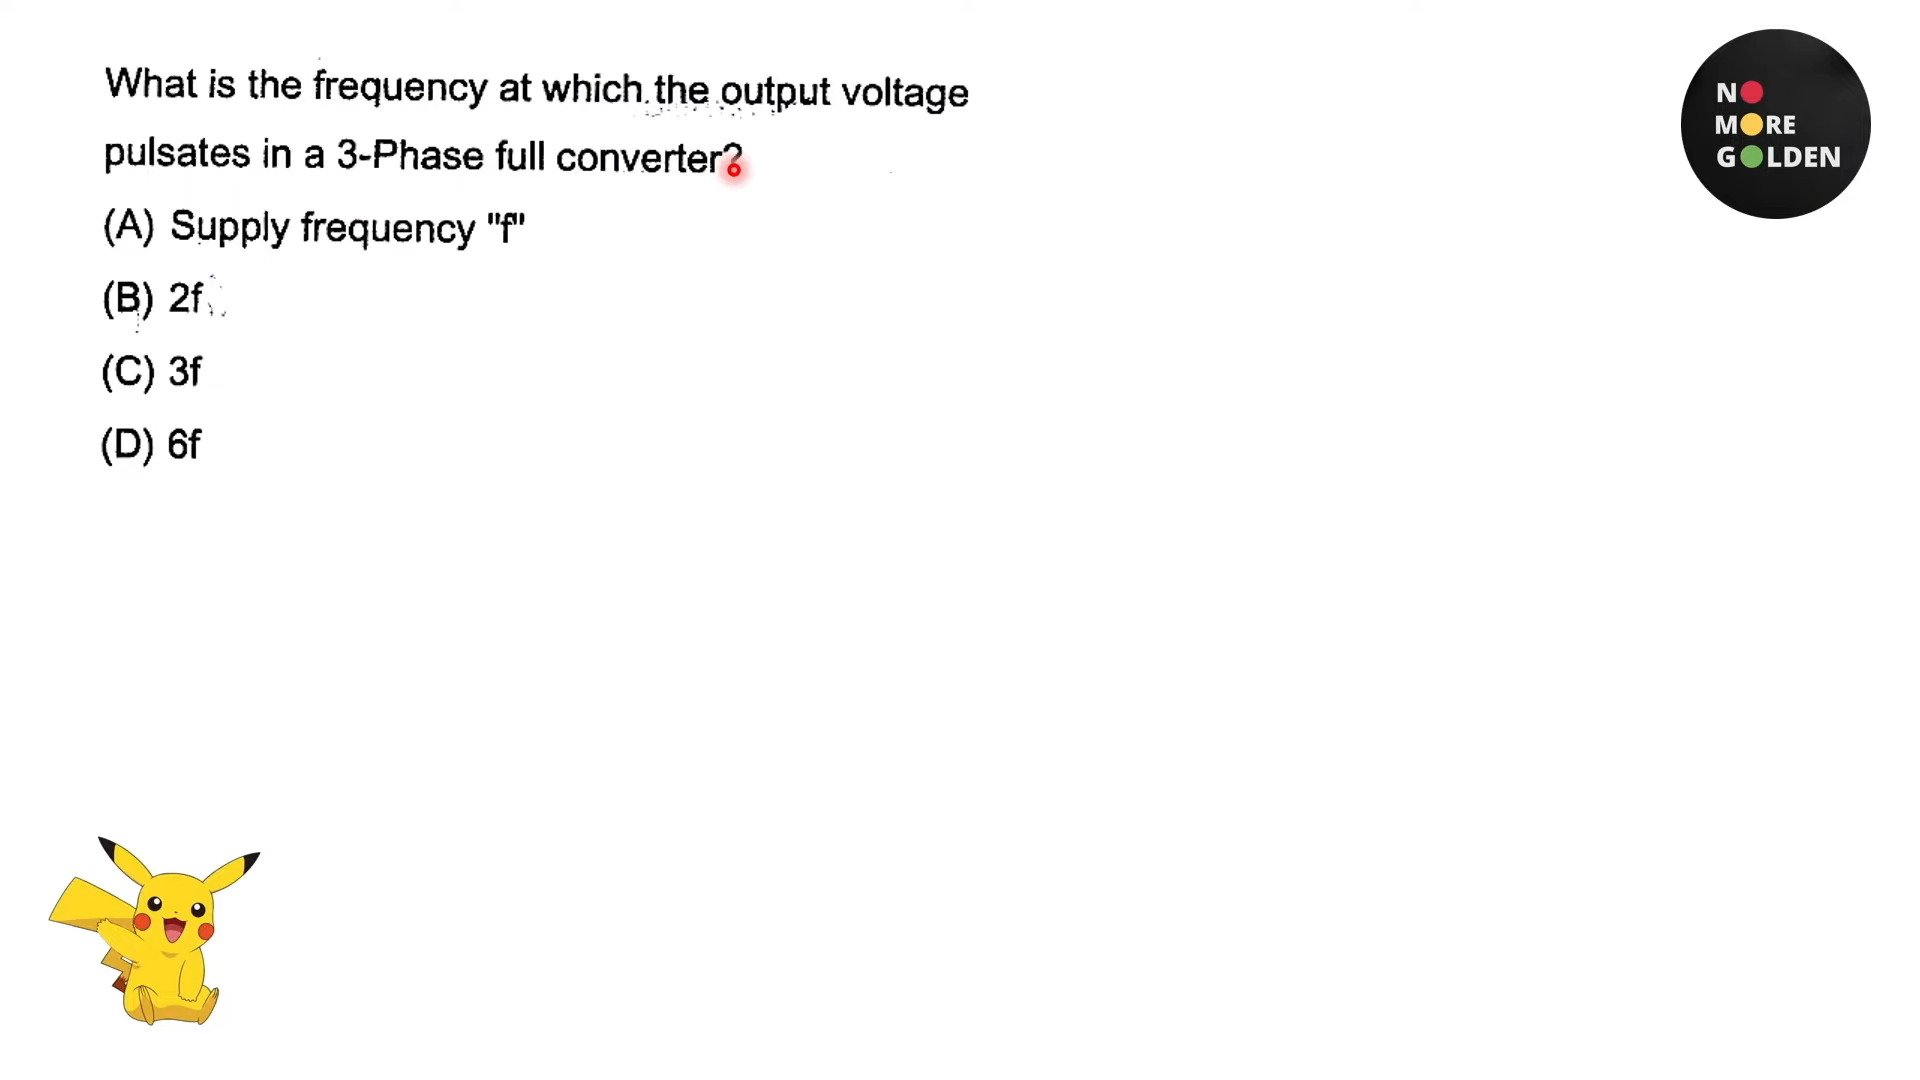 What is the frequency at which the output voltage
pulsates in a 3-Phase full converter?
(A) Supply frequency "f"
(B) 2f
(C) 3f
(D) 6f
NO
MORE
GOLDEN